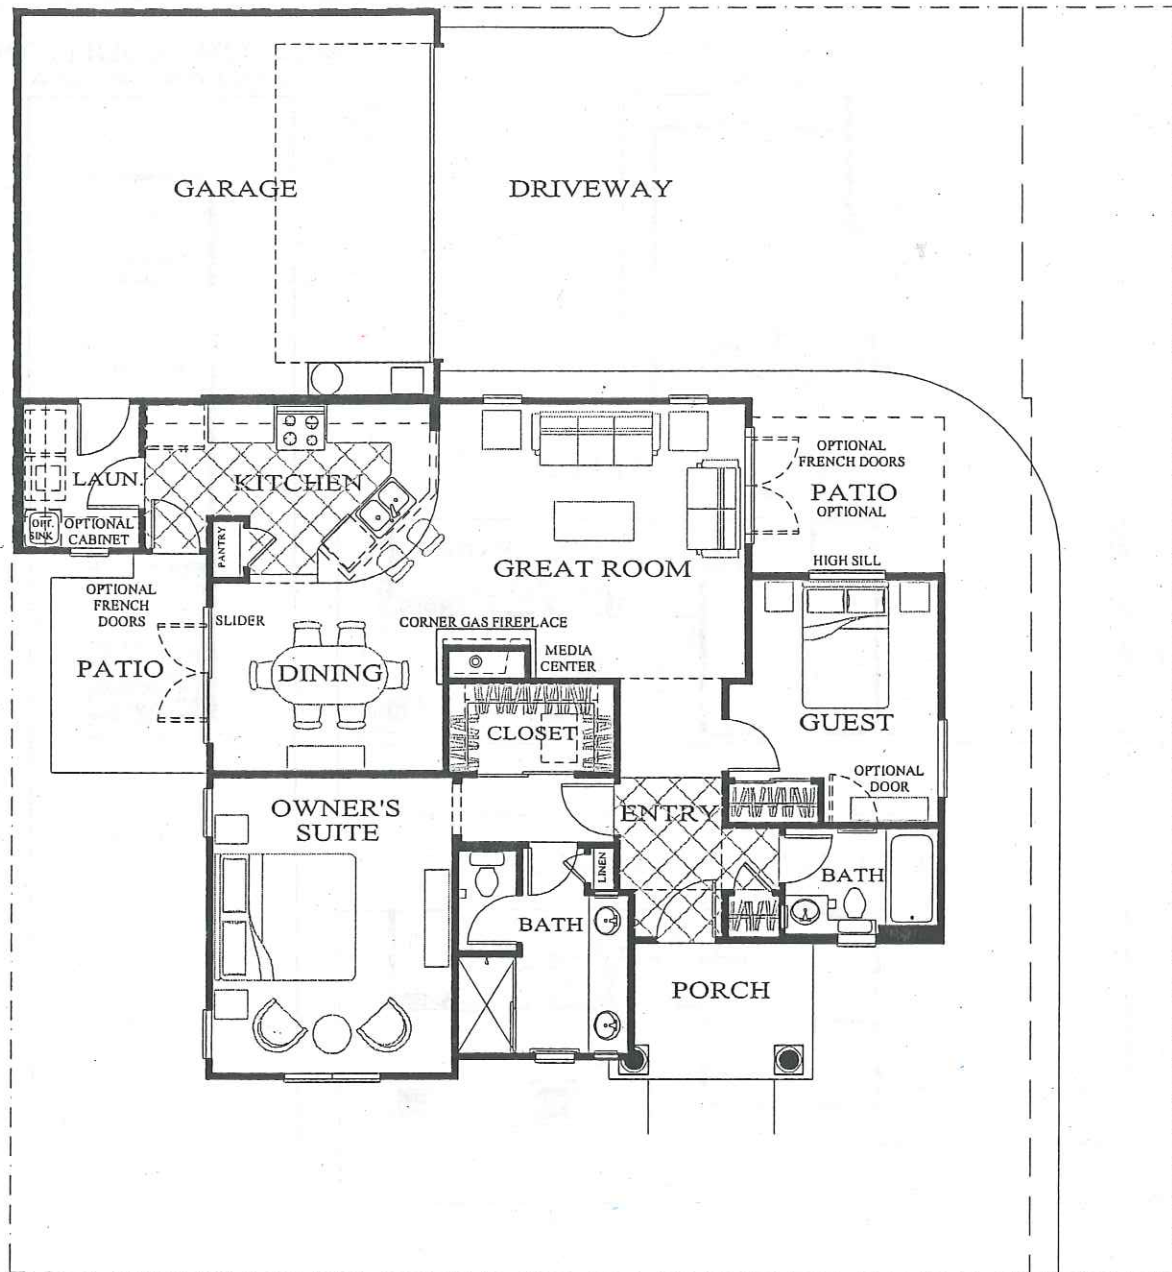 GARAGE
DRIVEWAY
OPTIONAL
FRENCH DOORS
PATIO
OPTIONAL
LAUN.
KITCHEN
OPT.
SINK
OPTIONAL
CABINET
PANTRY
GREAT ROOM
HIGH SILL
OPTIONAL
FRENCH
DOORS
SLIDER
CORNER GAS FIREPLACE
MEDIA
CENTER
PATIO
DINING
CLOSET
GUEST
OPTIONAL
DOOR
OWNER'S
SUITE
ENTRY
LINEN
BATH
BATH
PORCH